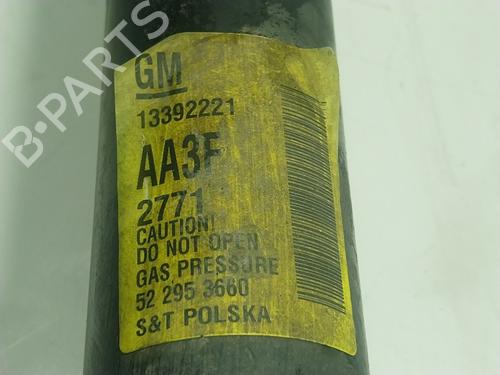 B-PARTS
GM
13392221
AA3F
2771
CAUTION!
DO NOT OPEN
GAS PRESSURE
52 295 3660
S&T POLSKA